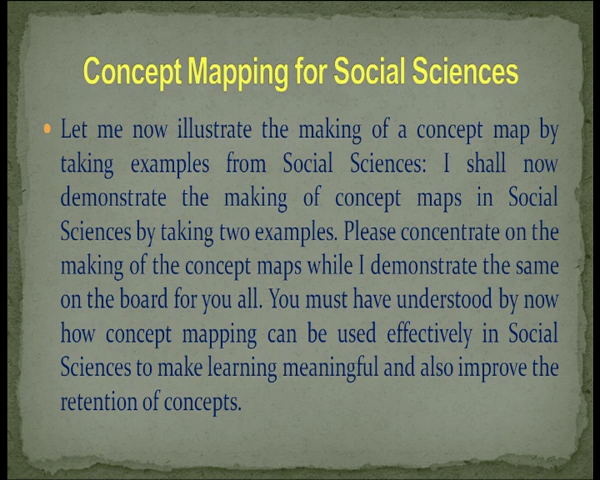 Concept Mapping for Social Sciences
• Let me now illustrate the making of a concept map by
taking examples from Social Sciences: I shall now
demonstrate the making of concept maps in Social
Sciences by taking two examples. Please concentrate on the
making of the concept maps while I demonstrate the same
on the board for you all. You must have understood by now
how concept mapping can be used effectively in Social
Sciences to make learning meaningful and also improve the
retention of concepts.